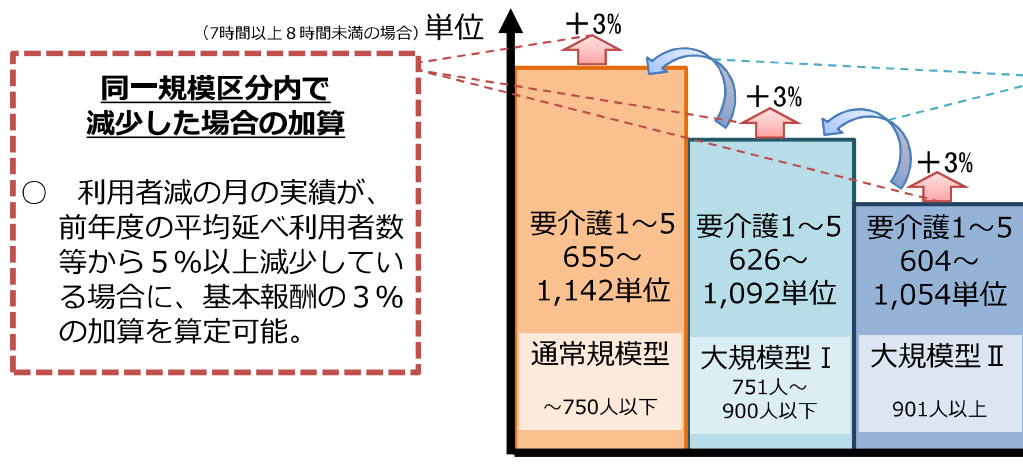 （7時間以上８時間未満の場合）
単位
同一規模区分内で
減少した場合の加算
○　利用者減の月の実績が、
前年度の平均延べ利用者数
等から５％以上減少してい
る場合に、基本報酬の３％
の加算を算定可能。
＋3%
＋3%
＋3%
要介護1～5
655～
1,142単位
通常規模型
～750人以下
要介護1～5
626～
1,092単位
大規模型Ⅰ
751人～
900人以下
要介護1～5
604～
1,054単位
大規模型Ⅱ
901人以上